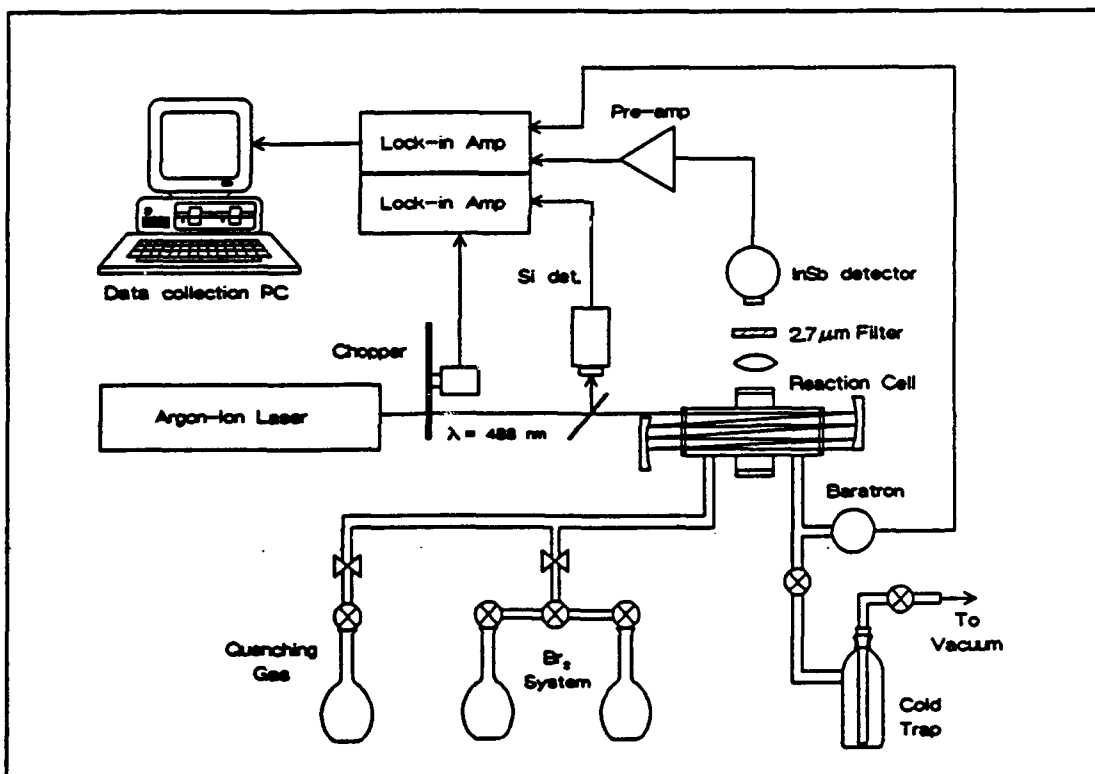 Pre-amp
Lock-in Amp
Lock-in Amp
Data collection PC
Si det.
InSb detector
2.7 μm Filter
Chopper
Reaction Cell
Argon-Ion Laser
λ = 488 nm
Baratron
Quenching
Gas
Br₂
System
To
Vacuum
Cold
Trap